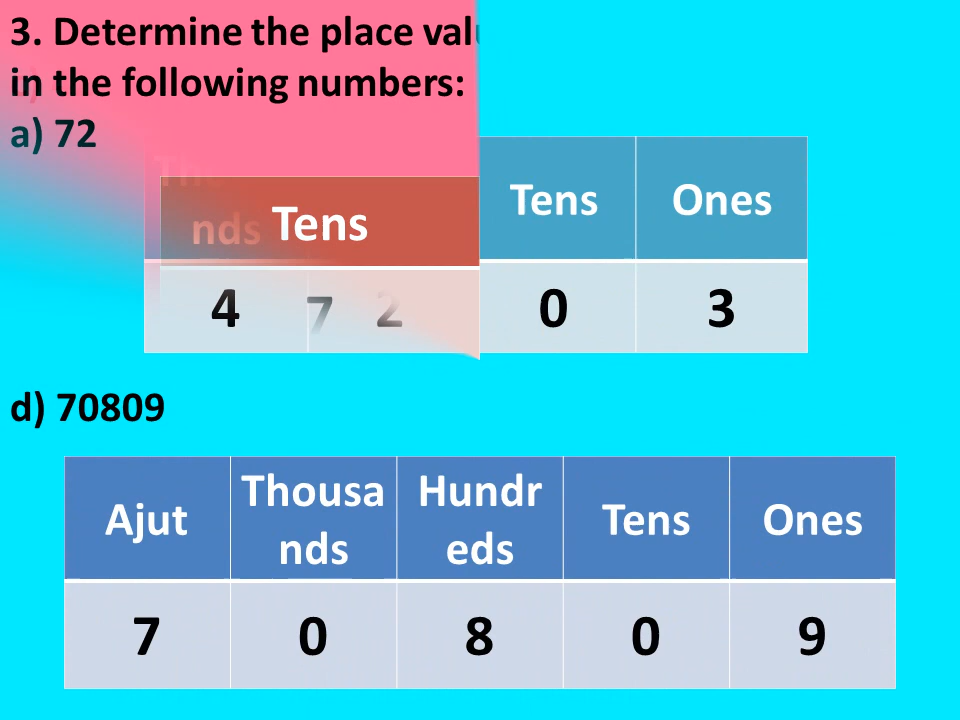 3. Determine the place
in the following numbers:
a) 72
Tens
nds Tens Ones
4 7 2 0 3
d) 70809
Ajut Thousa
nds Hundr
eds Tens Ones
7 0 8 0 9